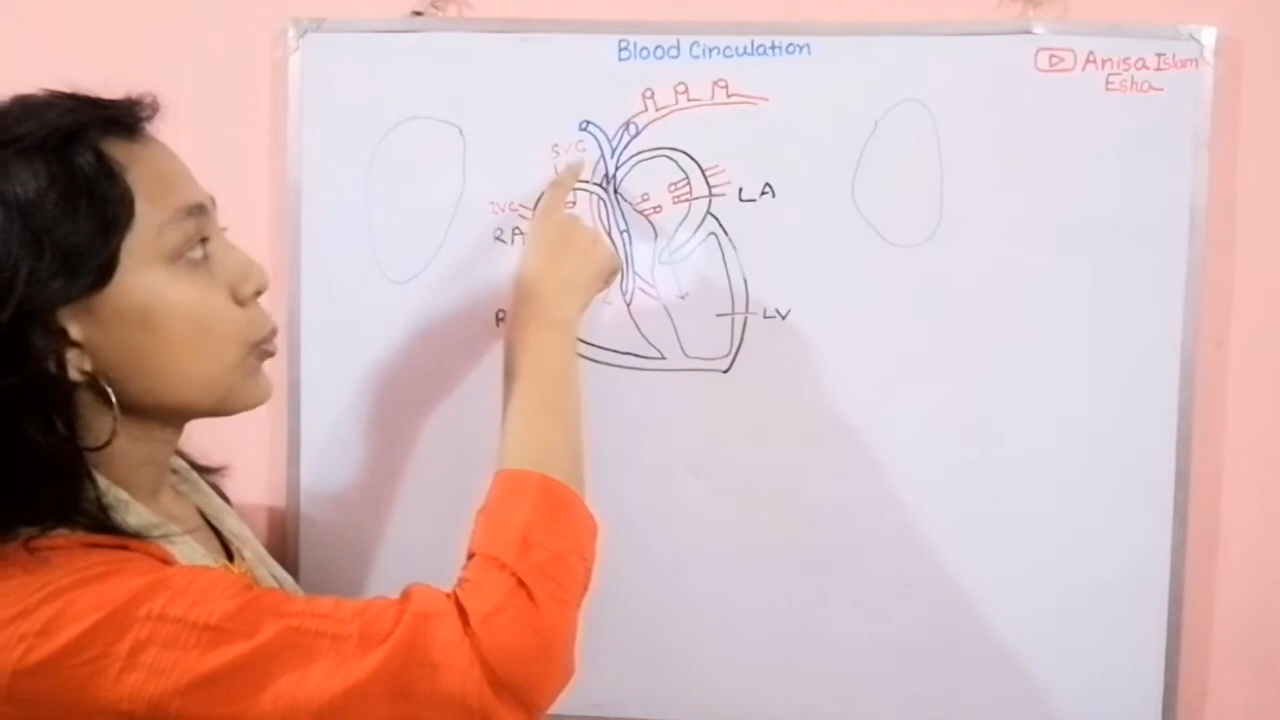 Blood Circulation
Anisa Islam
Esha
SVC
IVC
LA
RA
LV